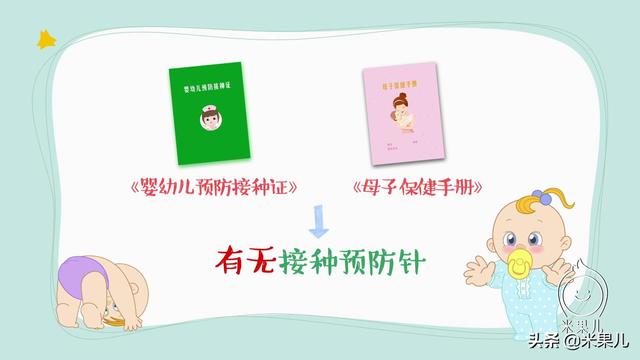 婴幼儿预防接种证
母子保健手册
《婴幼儿预防接种证》
《母子保健手册》
有无接种预防针
米果儿
头条@米果儿